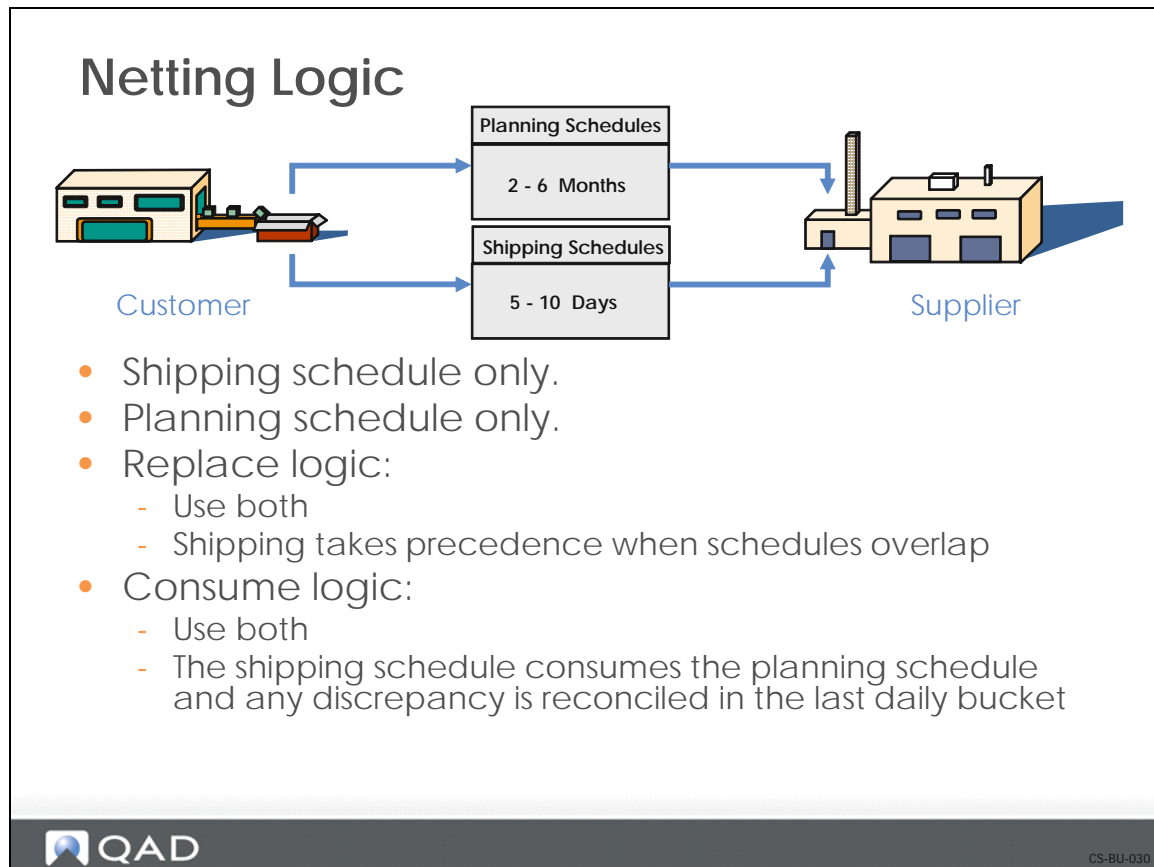 Netting Logic
Planning Schedules
2 - 6 Months
Shipping Schedules
5 - 10 Days
Customer
Supplier
• Shipping schedule only.
• Planning schedule only.
• Replace logic:
- Use both
- Shipping takes precedence when schedules overlap
• Consume logic:
- Use both
- The shipping schedule consumes the planning schedule
and any discrepancy is reconciled in the last daily bucket
QAD
CS-BU-030